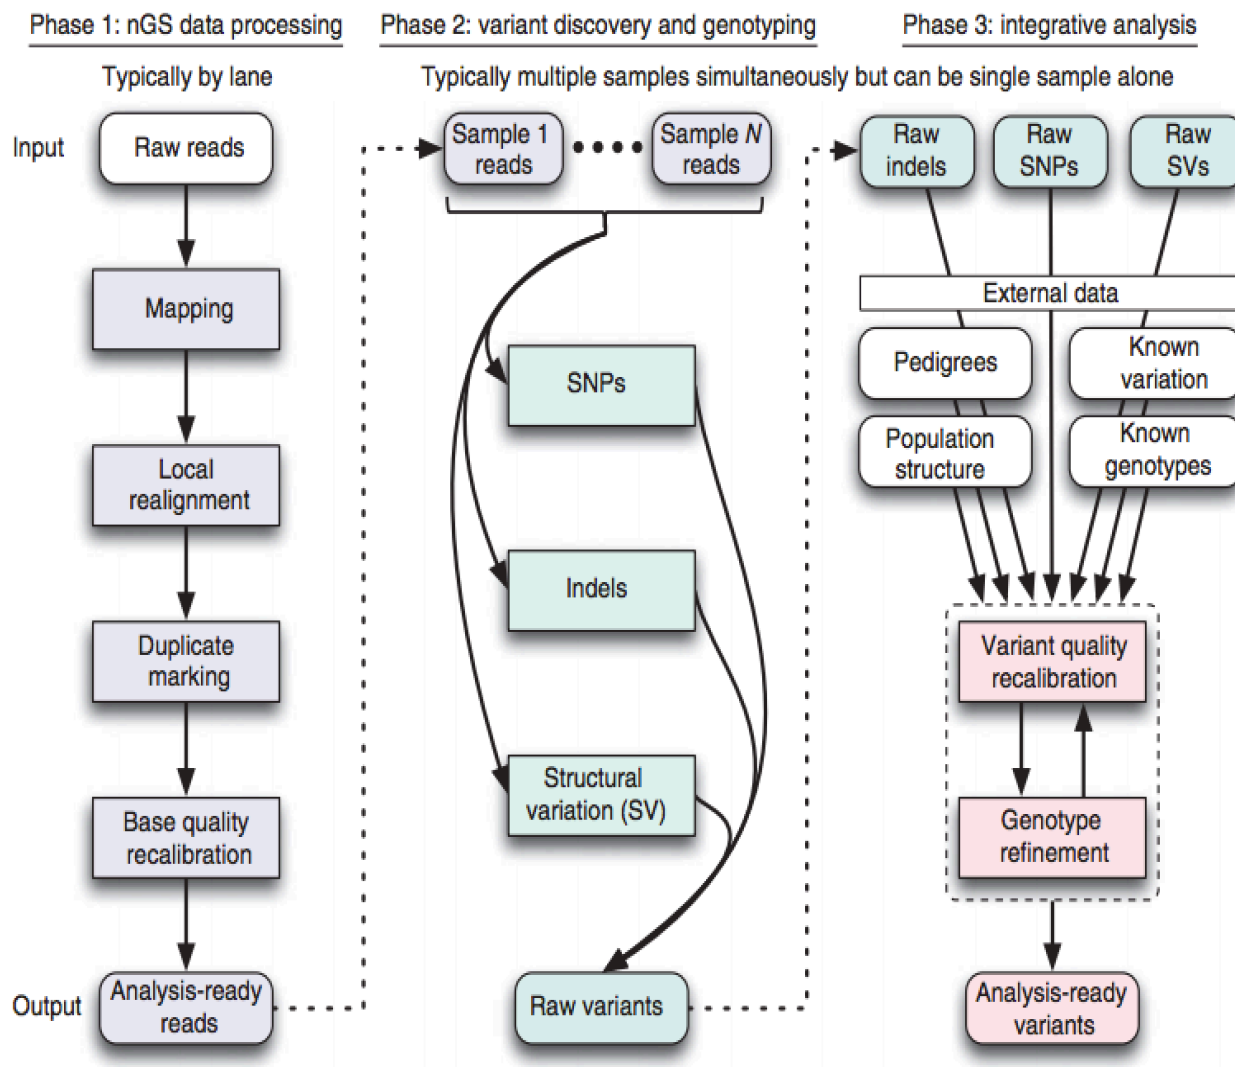 Phase 1: nGS data processing
Typically by lane
Input
Raw reads
Mapping
Local
realignment
Duplicate
marking
Base quality
recalibration
Output
Analysis-ready
reads
Phase 2: variant discovery and genotyping
Typically multiple samples simultaneously but can be single sample alone
Sample 1
reads
Sample N
reads
SNPs
Indels
Structural
variation (SV)
Raw variants
Phase 3: integrative analysis
Raw
indels
Raw
SNPs
Raw
SVs
External data
Pedigrees
Known
variation
Population
structure
Known
genotypes
Variant quality
recalibration
Genotype
refinement
Analysis-ready
variants